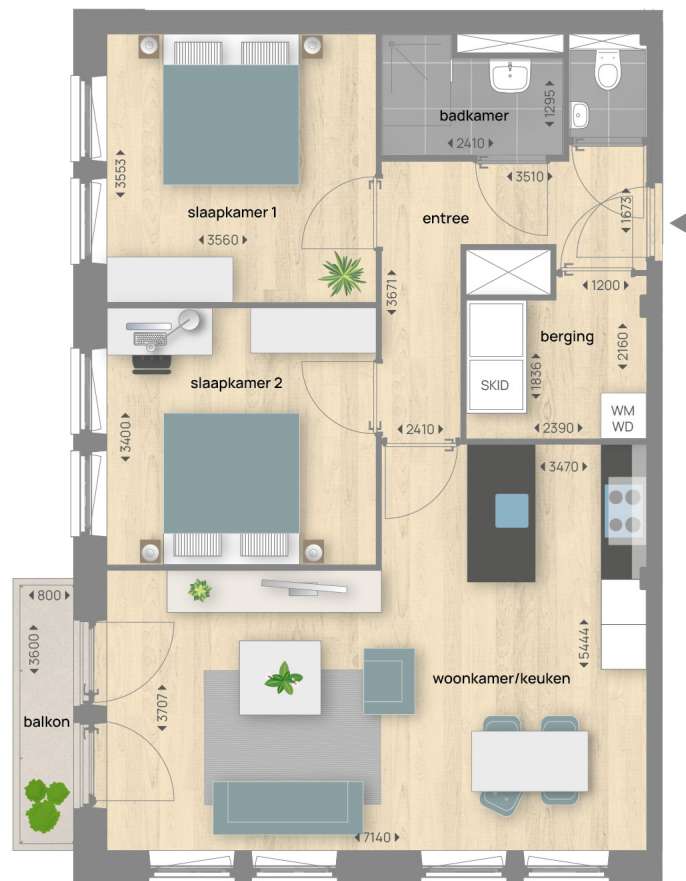 badkamer
1295
2410
3553
slaapkamer 1
3560
entree
3510
1673
3671
1200
berging
2160
1836
SKID
WM
WD
2390
slaapkamer 2
3400
2410
3470
800
3600
balkon
3707
woonkamer/keuken
5444
7140